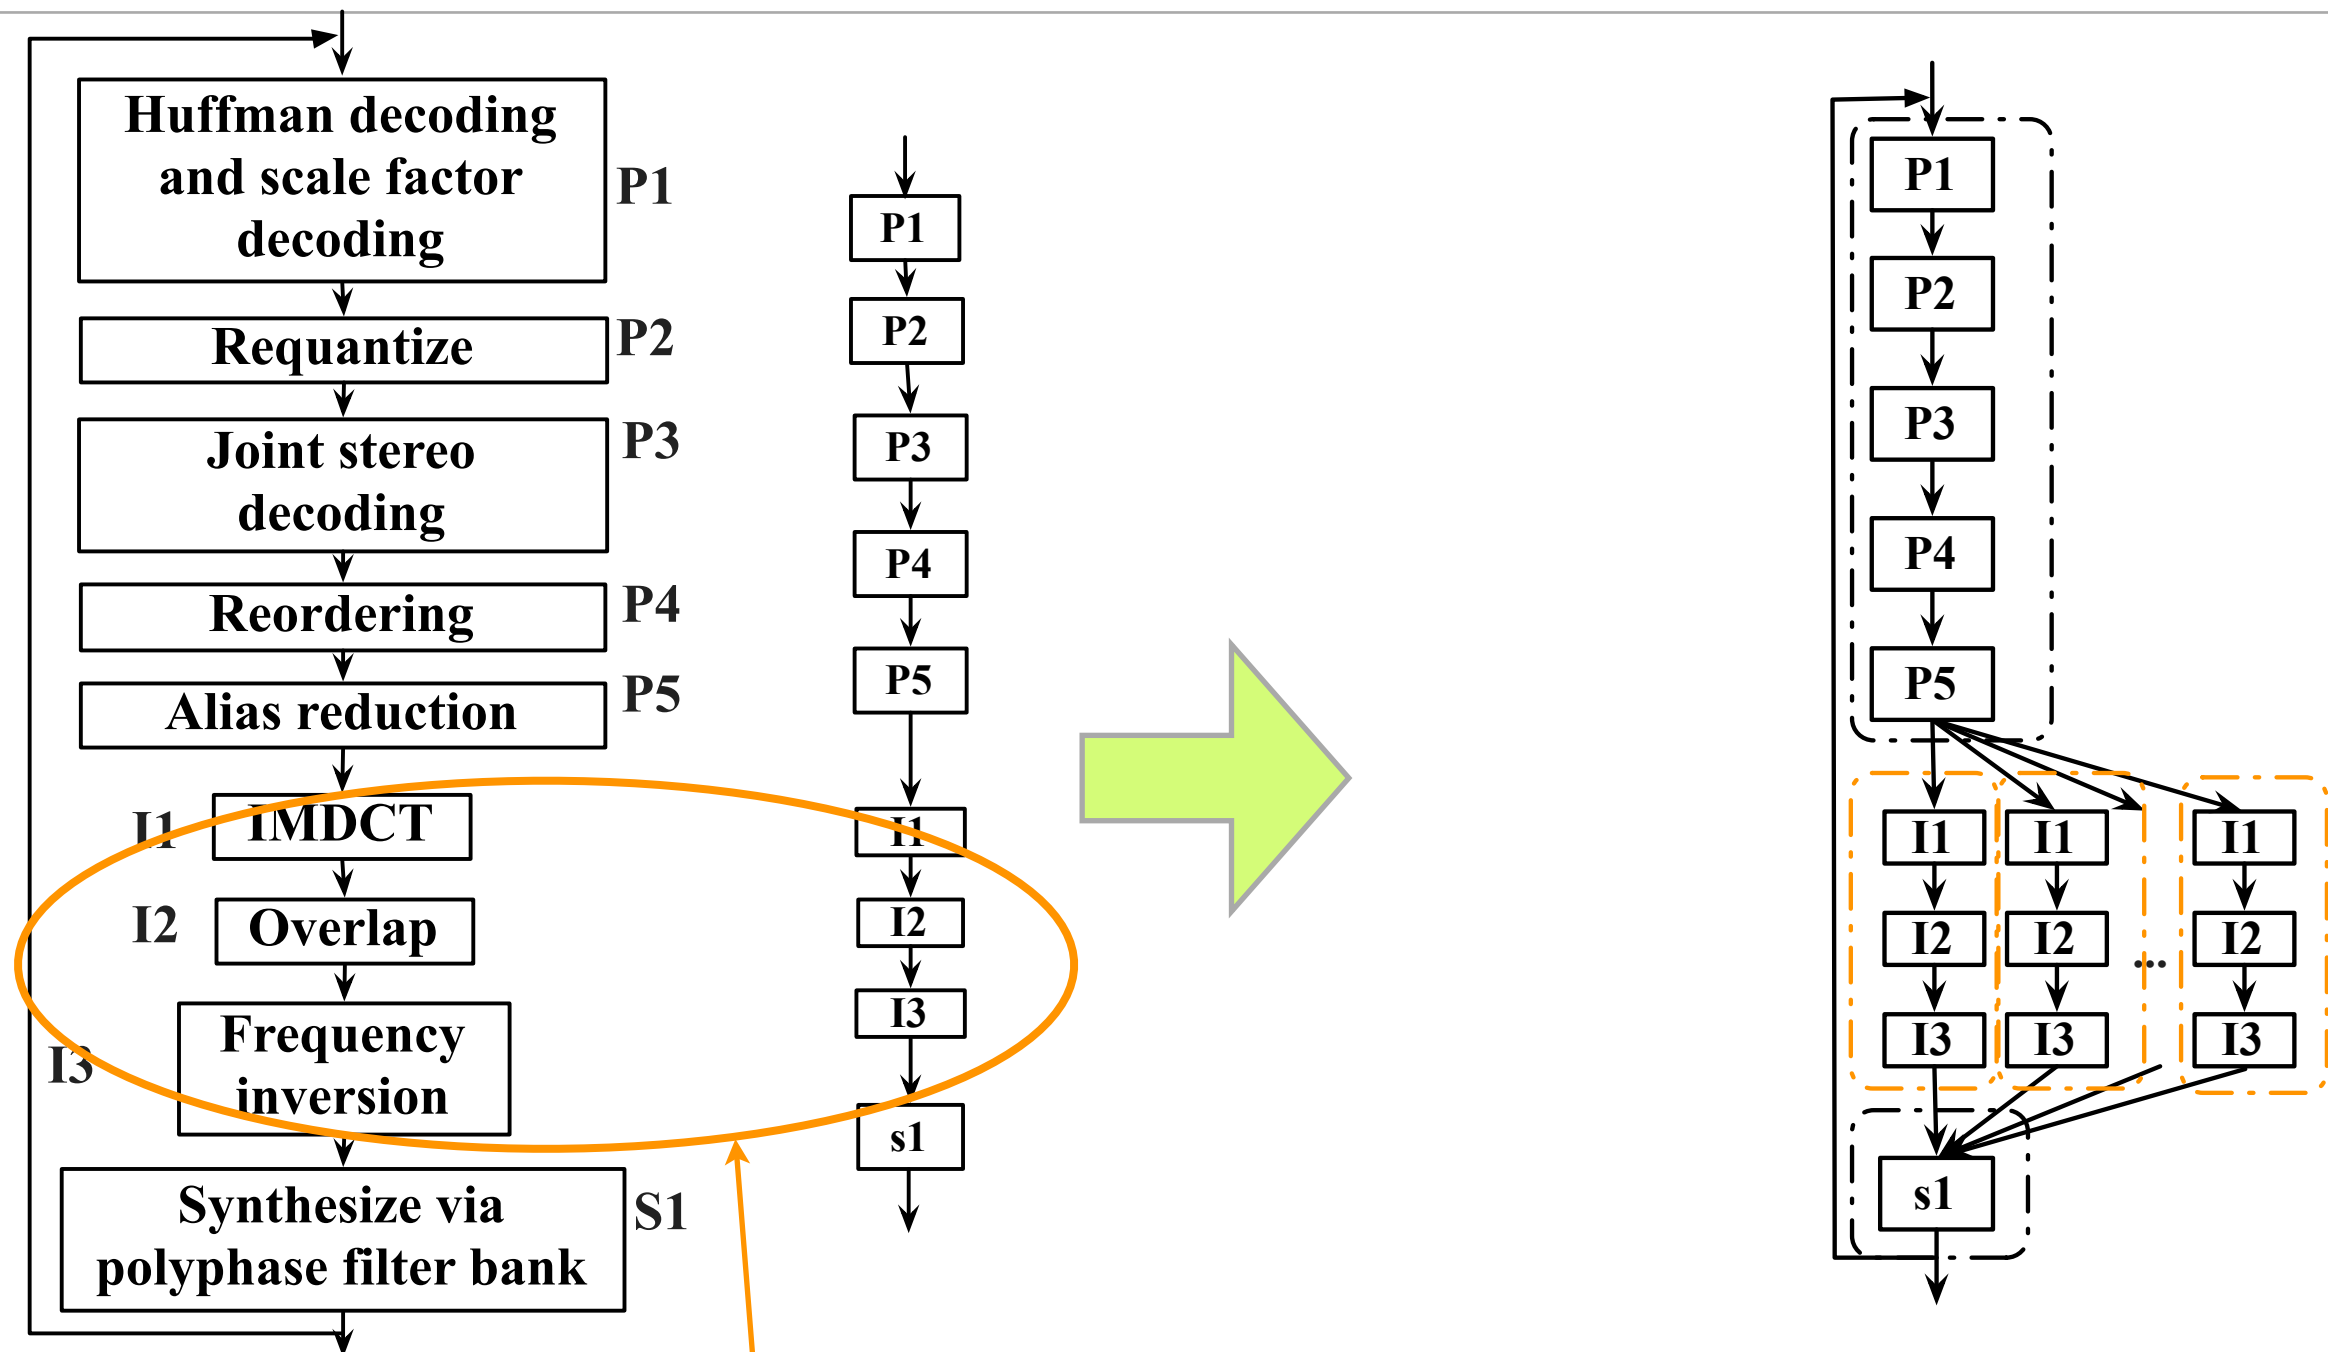 Huffman decoding
and scale factor
decoding
P1
Requantize
P2
Joint stereo
decoding
P3
Reordering
P4
Alias reduction
P5
I1
IMDCT
I2
Overlap
I3
Frequency
inversion
Synthesize via
polyphase filter bank
S1
P1
P2
P3
P4
P5
I1
I2
I3
s1
P1
P2
P3
P4
P5
I1 I1 I1
I2 I2 ... I2
I3 I3 I3
s1